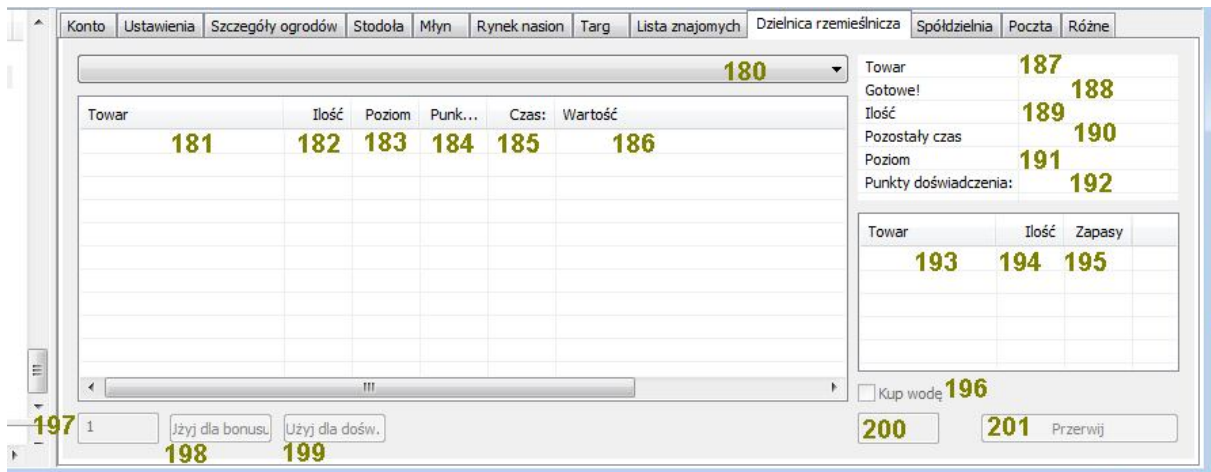 Konto Ustawienia Szczegóły ogrodów Stodoła Młyn Rynek nasion Targ Lista znajomych Dzielnica rzemieślnicza Spółdzielnia Poczta Różne
180
Towar Ilość Poziom Punk... Czas: Wartość
181 182 183 184 185 186
Towar 187
Gotowe! 188
Ilość 189
Pozostały czas 190
Poziom 191
Punkty doświadczenia: 192
Towar Ilość Zapasy
193 194 195
Kup wodę 196
197 1 Jżyj dla bonusu Użyj dla dośw.
198 199
200 201 Przerwij